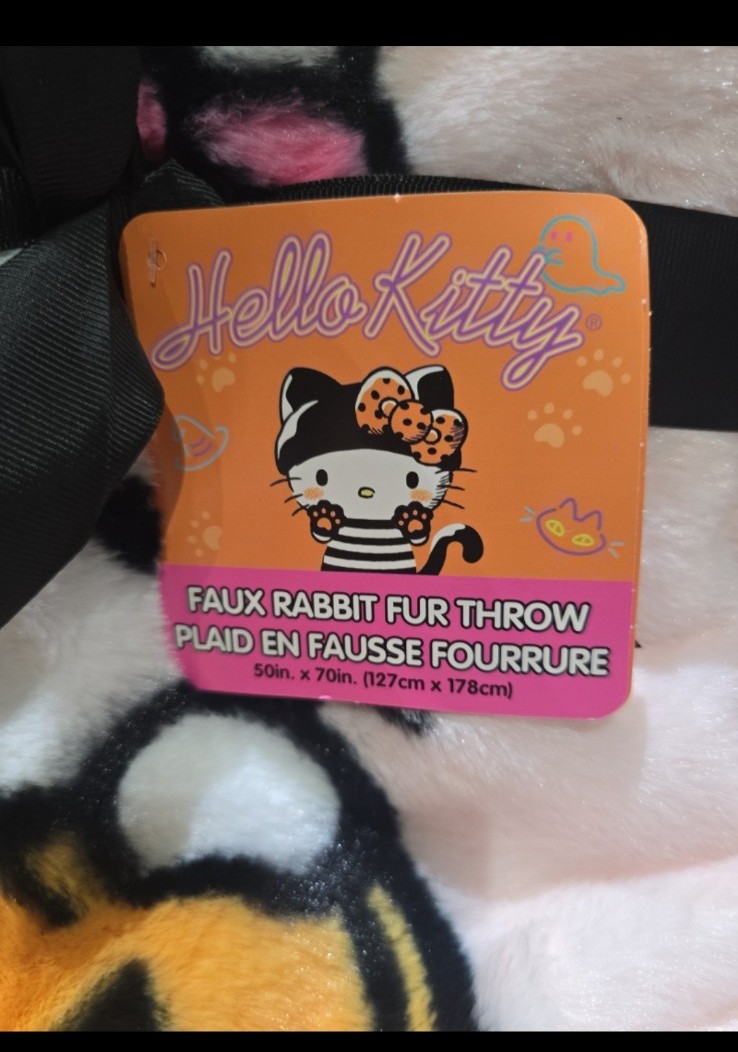 Hello Kitty®
FAUX RABBIT FUR THROW
PLAID EN FAUSSE FOURRURE
50in. x 70in. (127cm x 178cm)